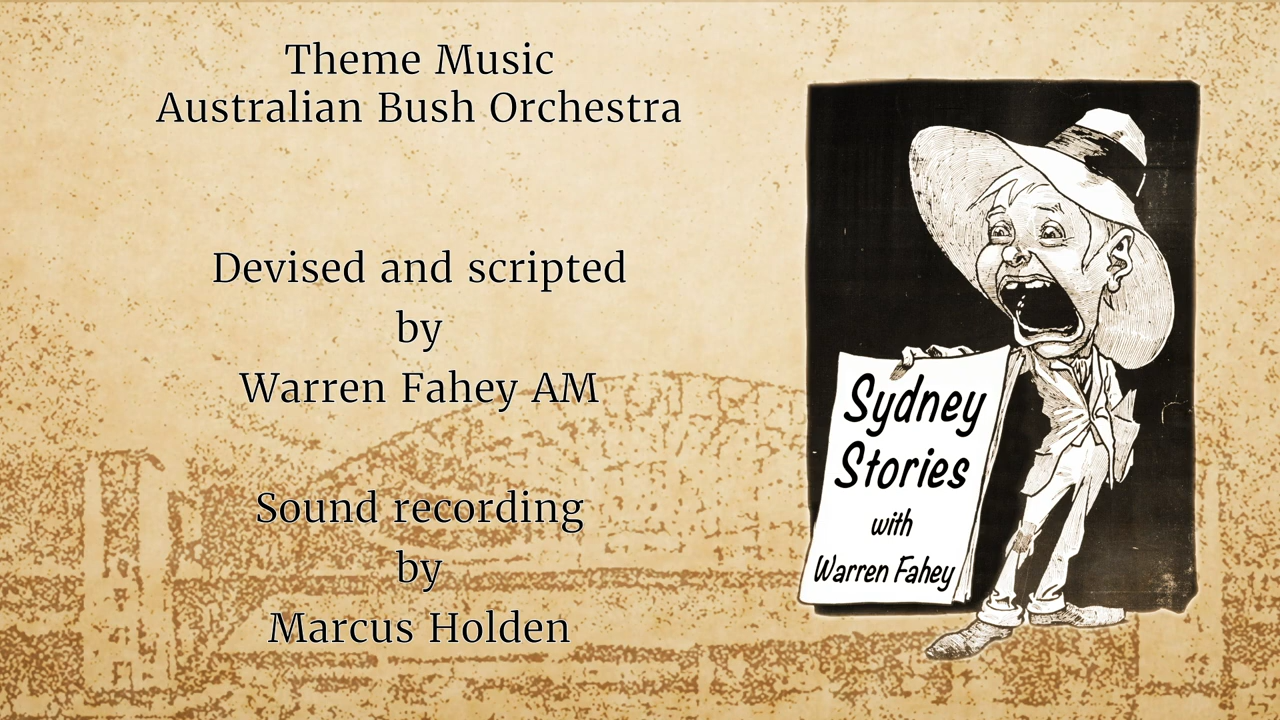 Theme Music
Australian Bush Orchestra
Devised and scripted
by
Warren Fahey AM
Sound recording
by
Marcus Holden
Sydney
Stories
with
Warren Fahey